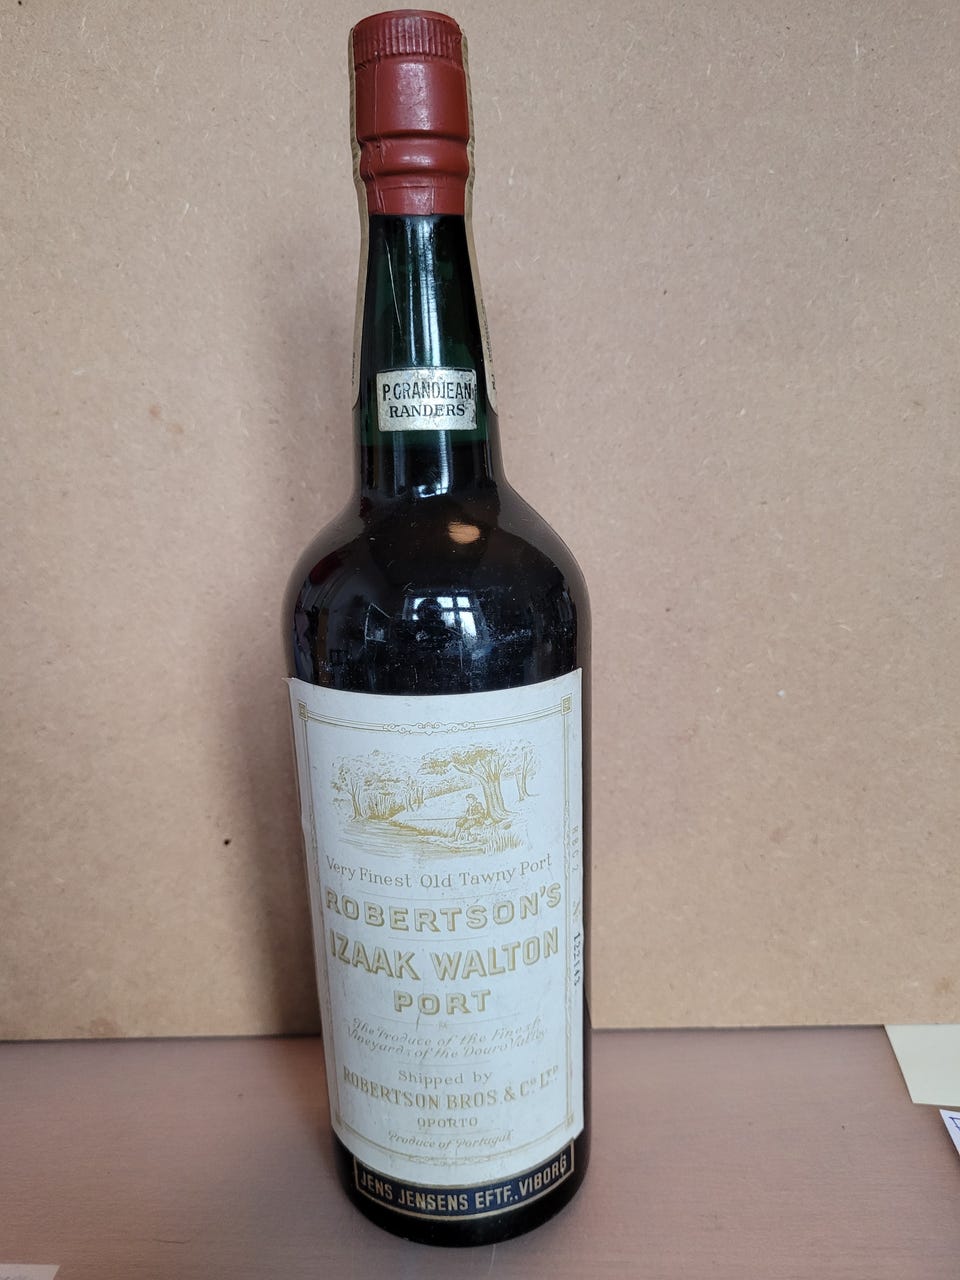 P. GRANDJEAN
RANDERS
Very Finest Old Tawny Port
ROBERTSON'S
IZAAK WALTON
PORT
The Produce of the Finest
Vineyards of the Douro Valley
Shipped by
ROBERTSON BROS. & Co. LTD
OPORTO
Produce of Portugal
JENS JENSENS EFTF., VIBORG